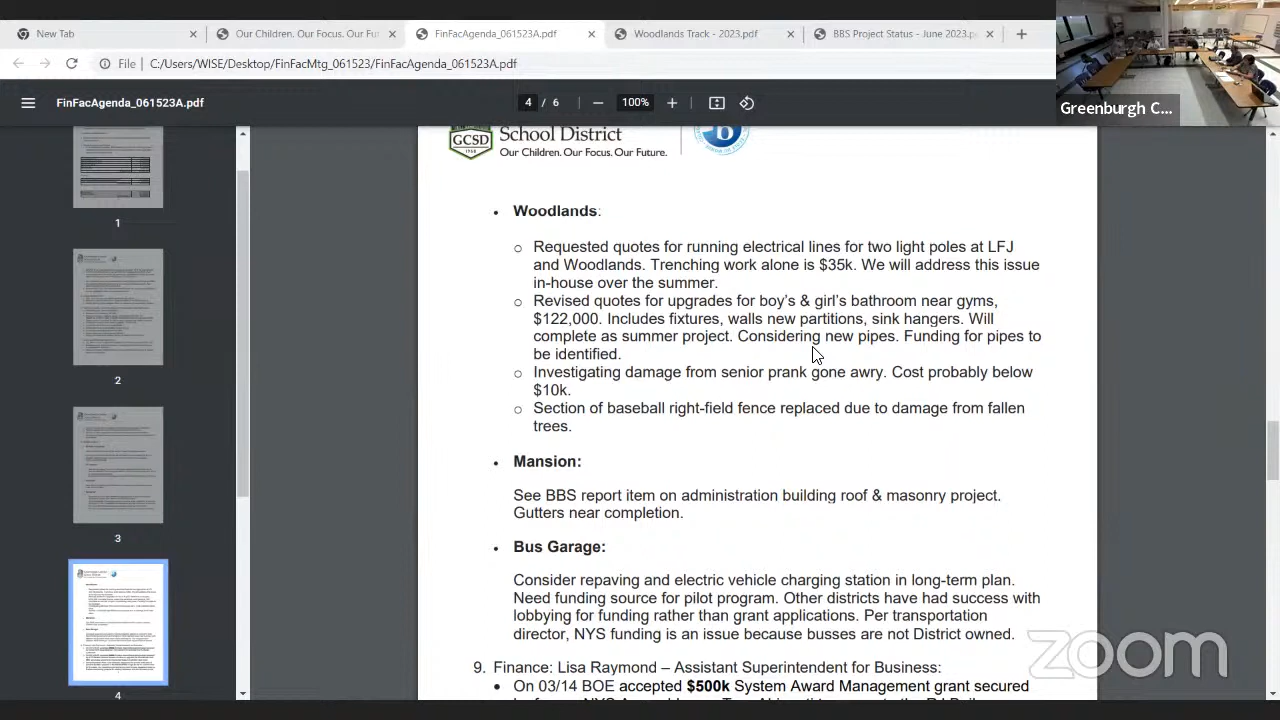 New Tab
Our Children. Our Focus. Our Fu
FinFacAgenda_061523A.pdf
Woodlands Track - 2023.pdf
BBS Project Status - June 2023.p
File C:/Users/WISE/Desktop/FinFacMtg_061523/FinFacAgenda_061523A.pdf
FinFacAgenda_061523A.pdf
4 / 6
100%
Greenburgh C...
1
2
3
4
GCSD
School District
Our Children. Our Focus. Our Future.
• Woodlands:
○ Requested quotes for running electrical lines for two light poles at LFJ
and Woodlands. Trenching work alone is $35k. We will address this issue
in-house over the summer.
○ Revised quotes for upgrades for boy's & girl's bathroom near gyms,
$122,000. Includes fixtures, walls new partitions, sink hangers. Will
complete as summer project. Considering new pipes. Funding for pipes to
be identified.
○ Investigating damage from senior prank gone awry. Cost probably below
$10k.
○ Section of baseball right-field fence replaced due to damage from fallen
trees.
• Mansion:
See BBS report item on administration building roof & masonry project.
Gutters near completion.
• Bus Garage:
Consider repaving and electric vehicle charging station in long-term plan.
Need funding source for pilot program. Other districts have had success with
lobbying for funding rather than grant applications. Per transportation
director, NYS funding is an issue because busses are not District owned.
9. Finance: Lisa Raymond – Assistant Superintendent for Business:
• On 03/14 BOE accepted $500k System Award Management grant secured
zoom